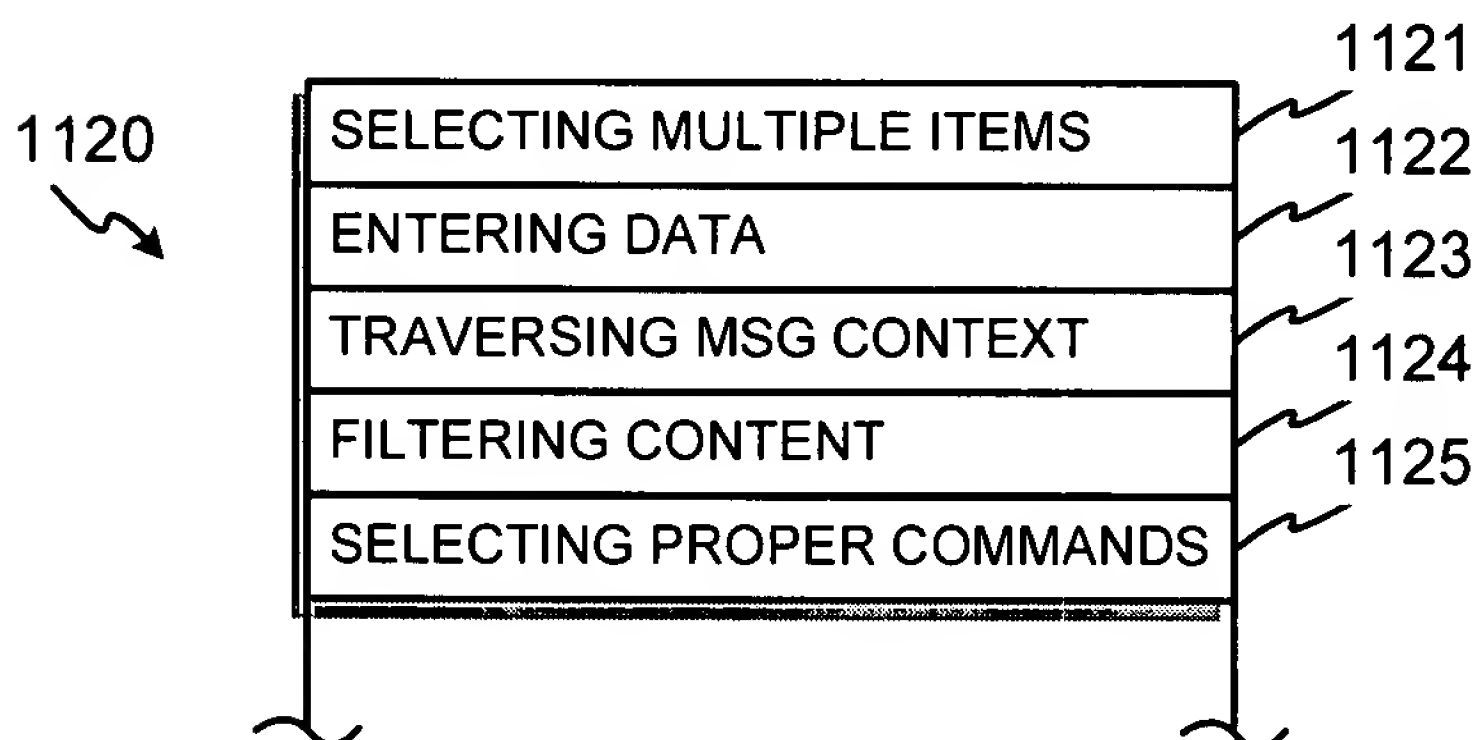 1120
SELECTING MULTIPLE ITEMS 1121
ENTERING DATA 1122
TRAVERSING MSG CONTEXT 1123
FILTERING CONTENT 1124
SELECTING PROPER COMMANDS 1125